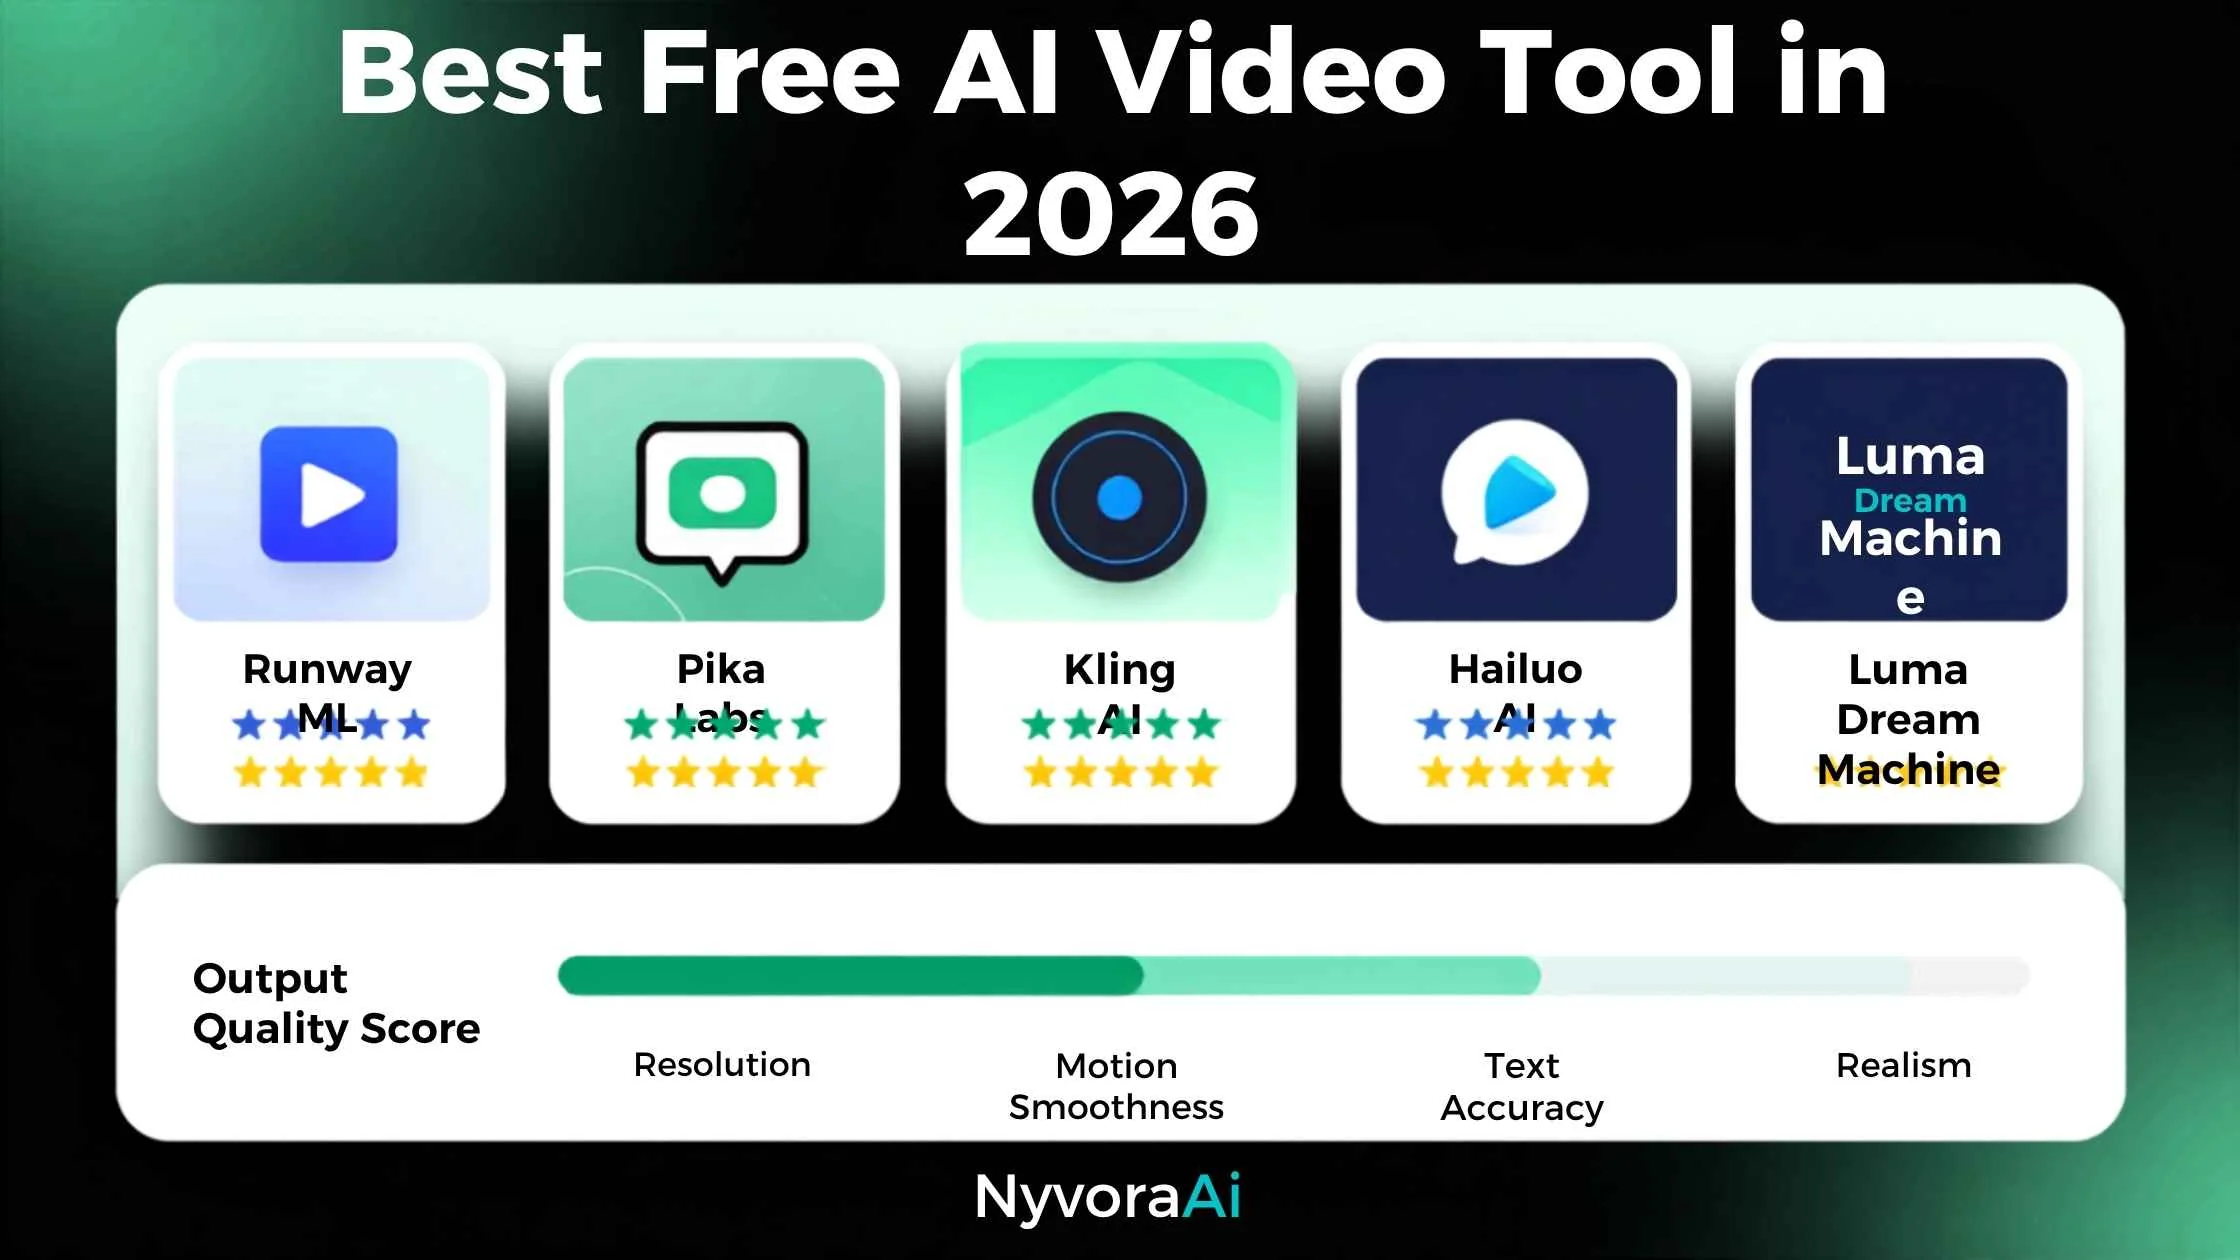 Best Free AI Video Tool in
2026
Luma
Dream
Machin
e
Runway
ML
Pika
Labs
Kling
AI
Hailuo
AI
Luma
Dream
Machine
Output
Quality Score
Resolution
Motion
Smoothness
Text
Accuracy
Realism
NyvoraAi